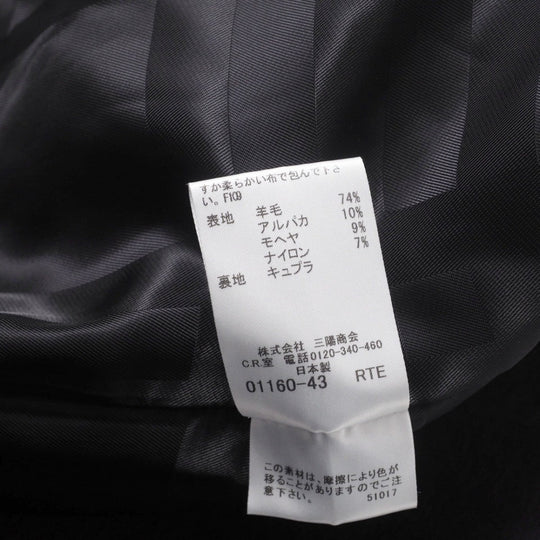 すか柔らかい布で包んで下さ
い。F109
表地 羊毛 74%
アルパカ 10%
モヘヤ 9%
ナイロン 7%
裏地 キュプラ
株式会社 三陽商会
C.R.室 電話0120-340-460
日本製
01160-43 RTE
この素材は、摩擦により色が
移ることがありますのでご注
意下さい。 51017